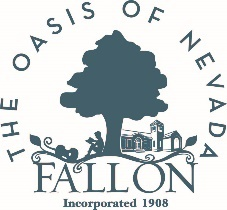 THE OASIS OF NEVADA
FALLON
Incorporated 1908